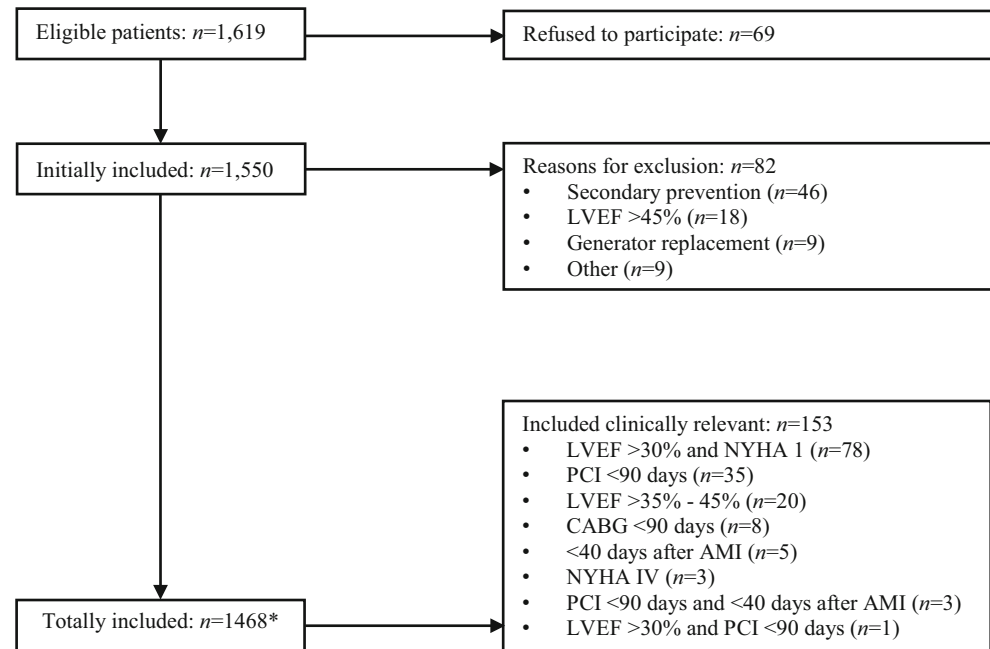 Eligible patients: n=1,619
Refused to participate: n=69
Initially included: n=1,550
Reasons for exclusion: n=82
• Secondary prevention (n=46)
• LVEF >45% (n=18)
• Generator replacement (n=9)
• Other (n=9)
Included clinically relevant: n=153
• LVEF >30% and NYHA 1 (n=78)
• PCI <90 days (n=35)
• LVEF >35% - 45% (n=20)
• CABG <90 days (n=8)
• <40 days after AMI (n=5)
• NYHA IV (n=3)
• PCI <90 days and <40 days after AMI (n=3)
• LVEF >30% and PCI <90 days (n=1)
Totally included: n=1468*